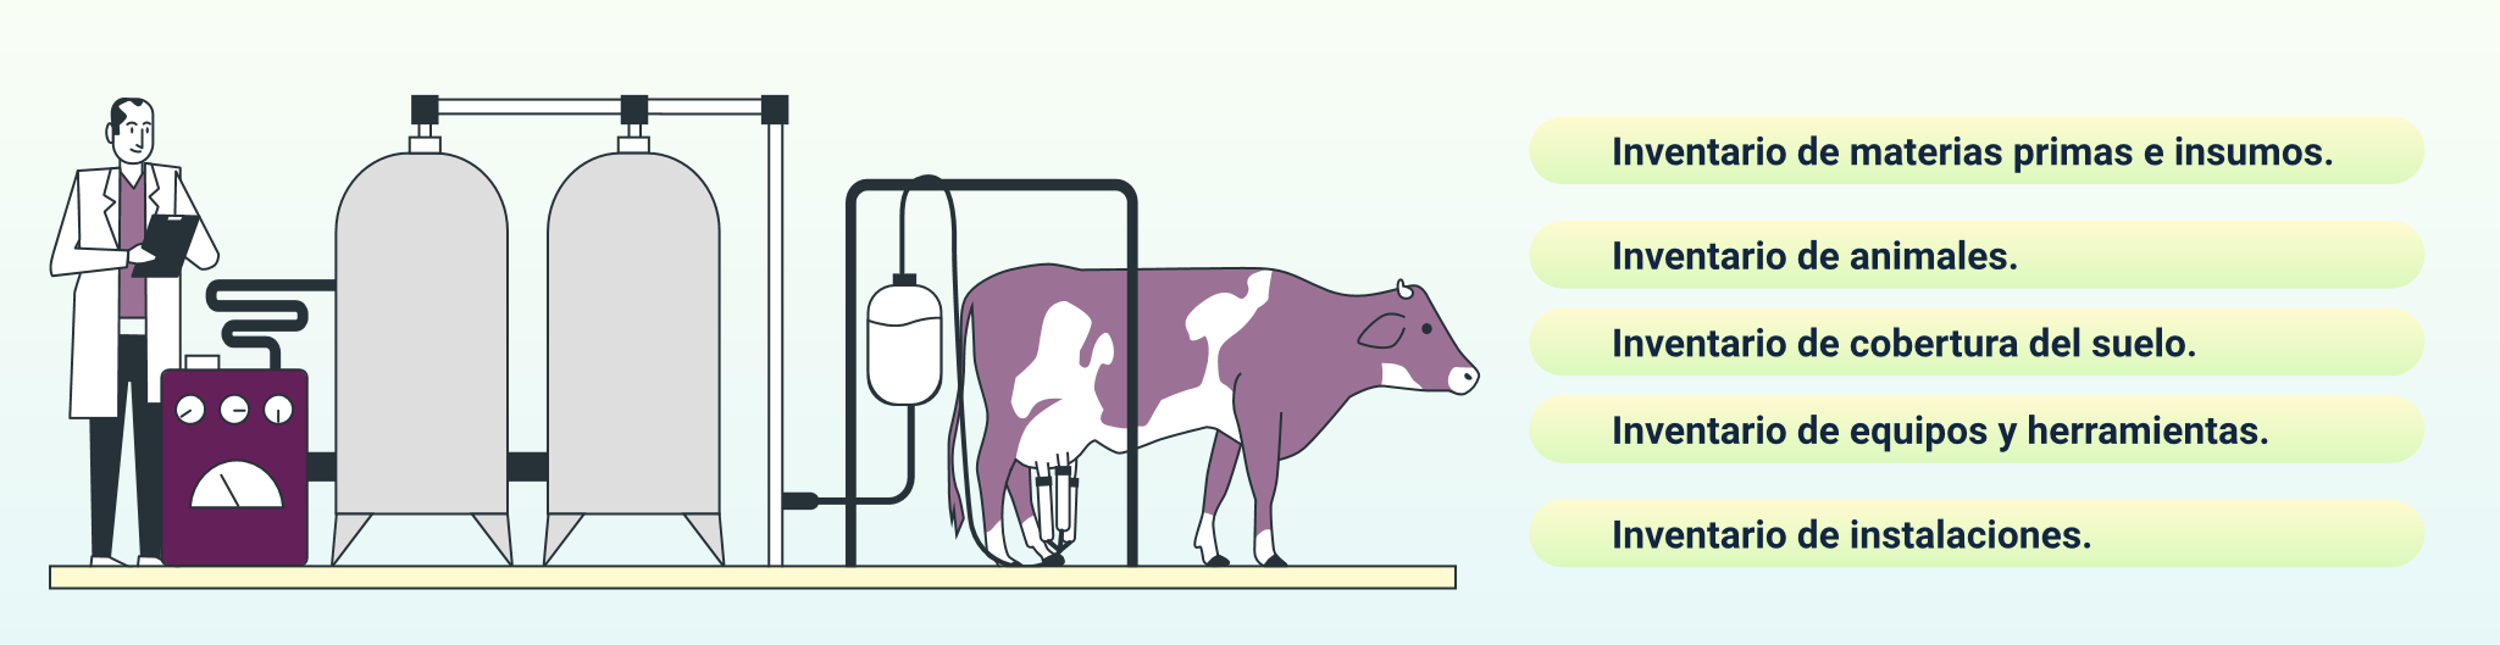 Inventario de materias primas e insumos.
Inventario de animales.
Inventario de cobertura del suelo.
Inventario de equipos y herramientas.
Inventario de instalaciones.